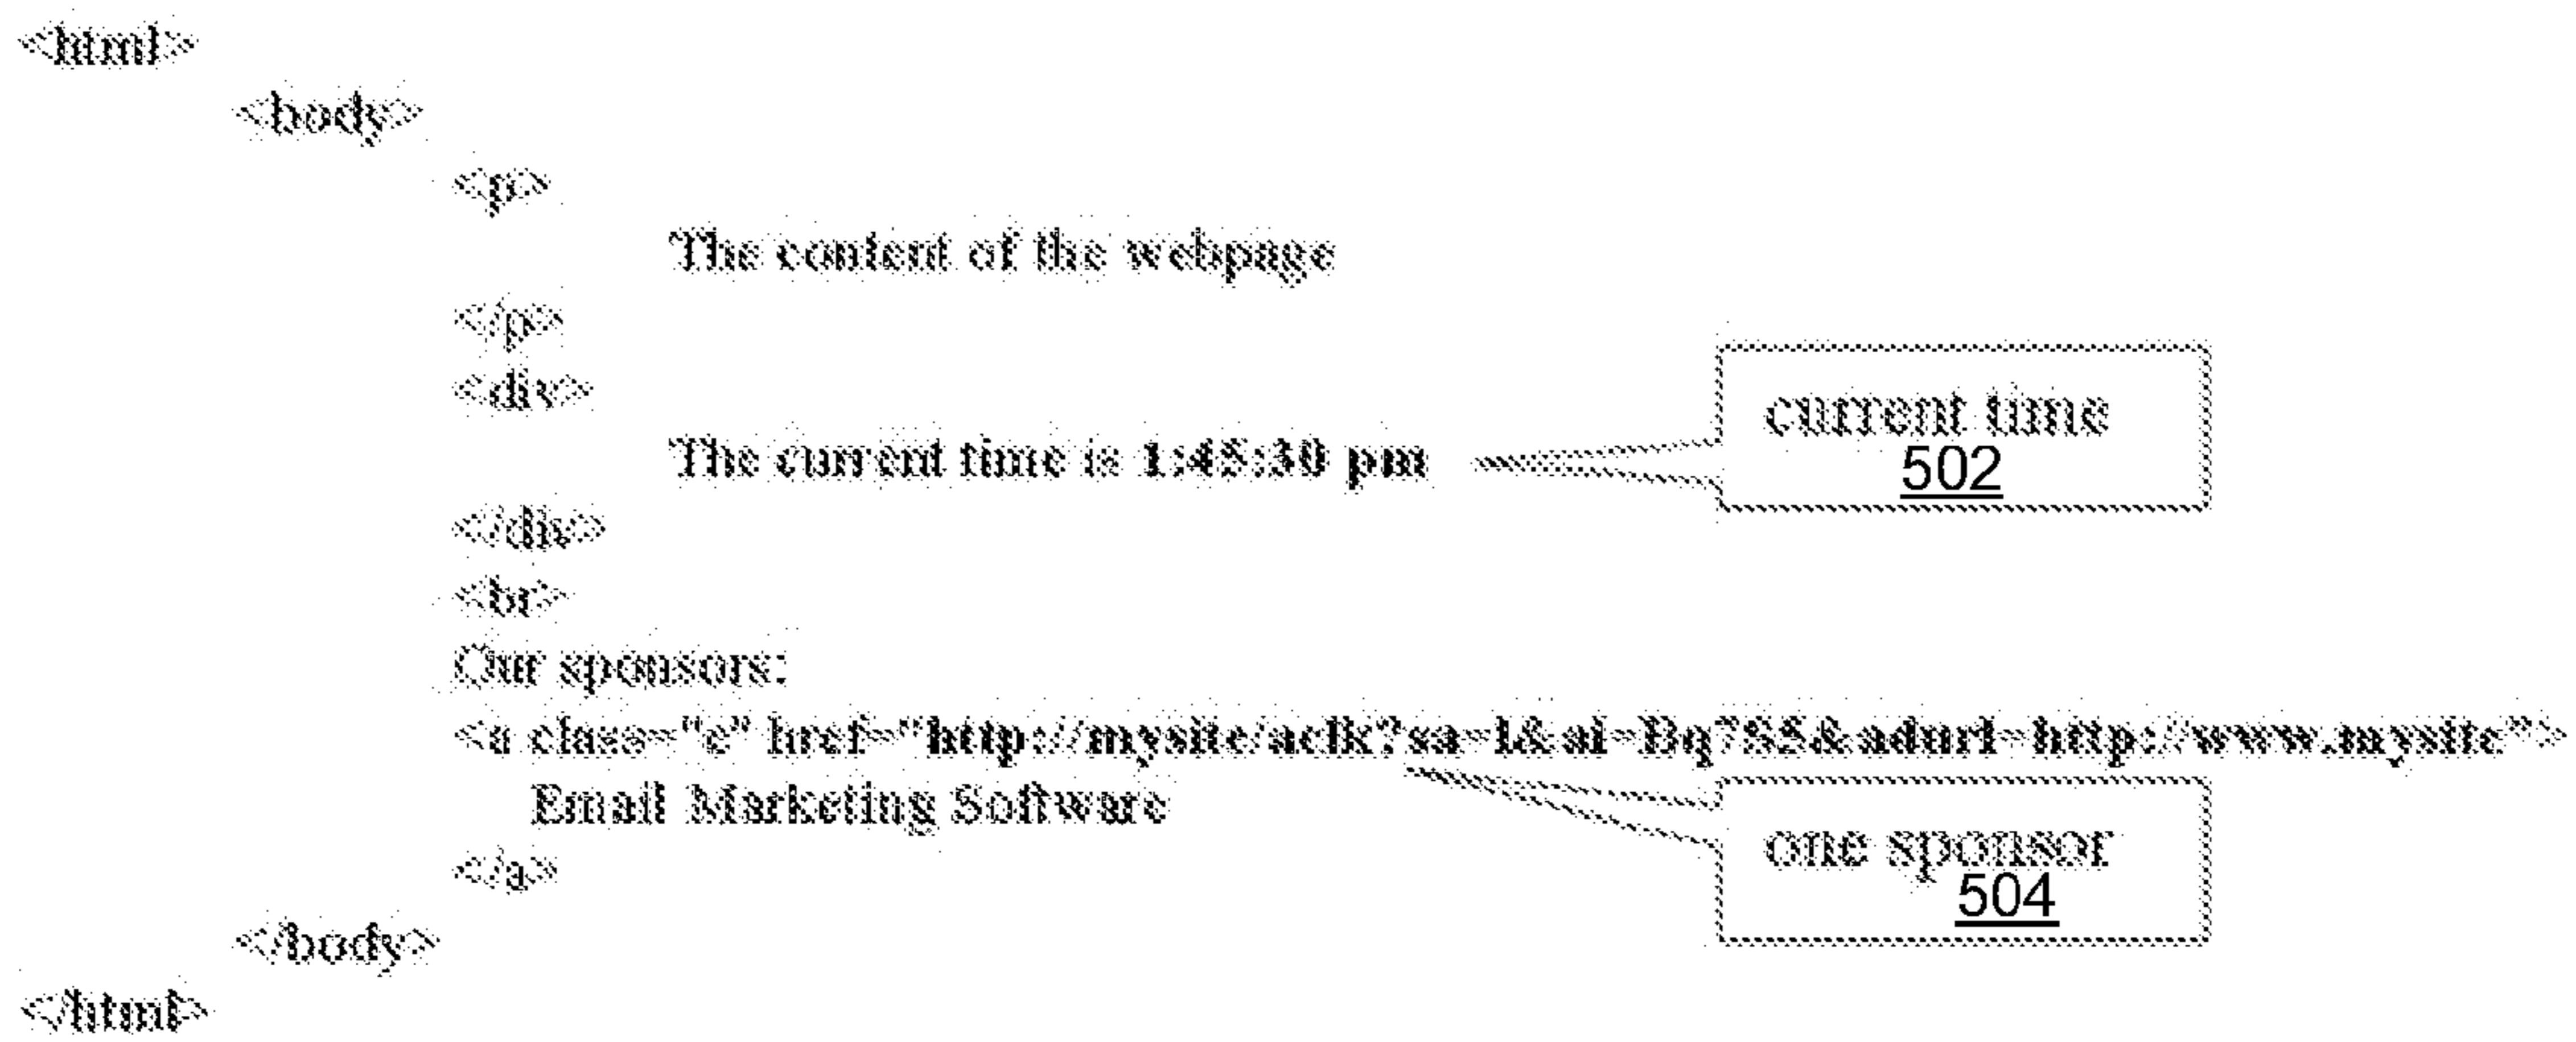 <html>
<body>
<p>
The content of the webpage
</p>
<div>
The current time is 1:45:30 pm
current time
502
</div>
<br>
Our sponsors:
<a class="c" href="http://mysite/aclk?sa=l&ai=Bq7S5&adurl=http://www.mysite">
Email Marketing Software
one sponsor
504
</a>
</body>
</html>